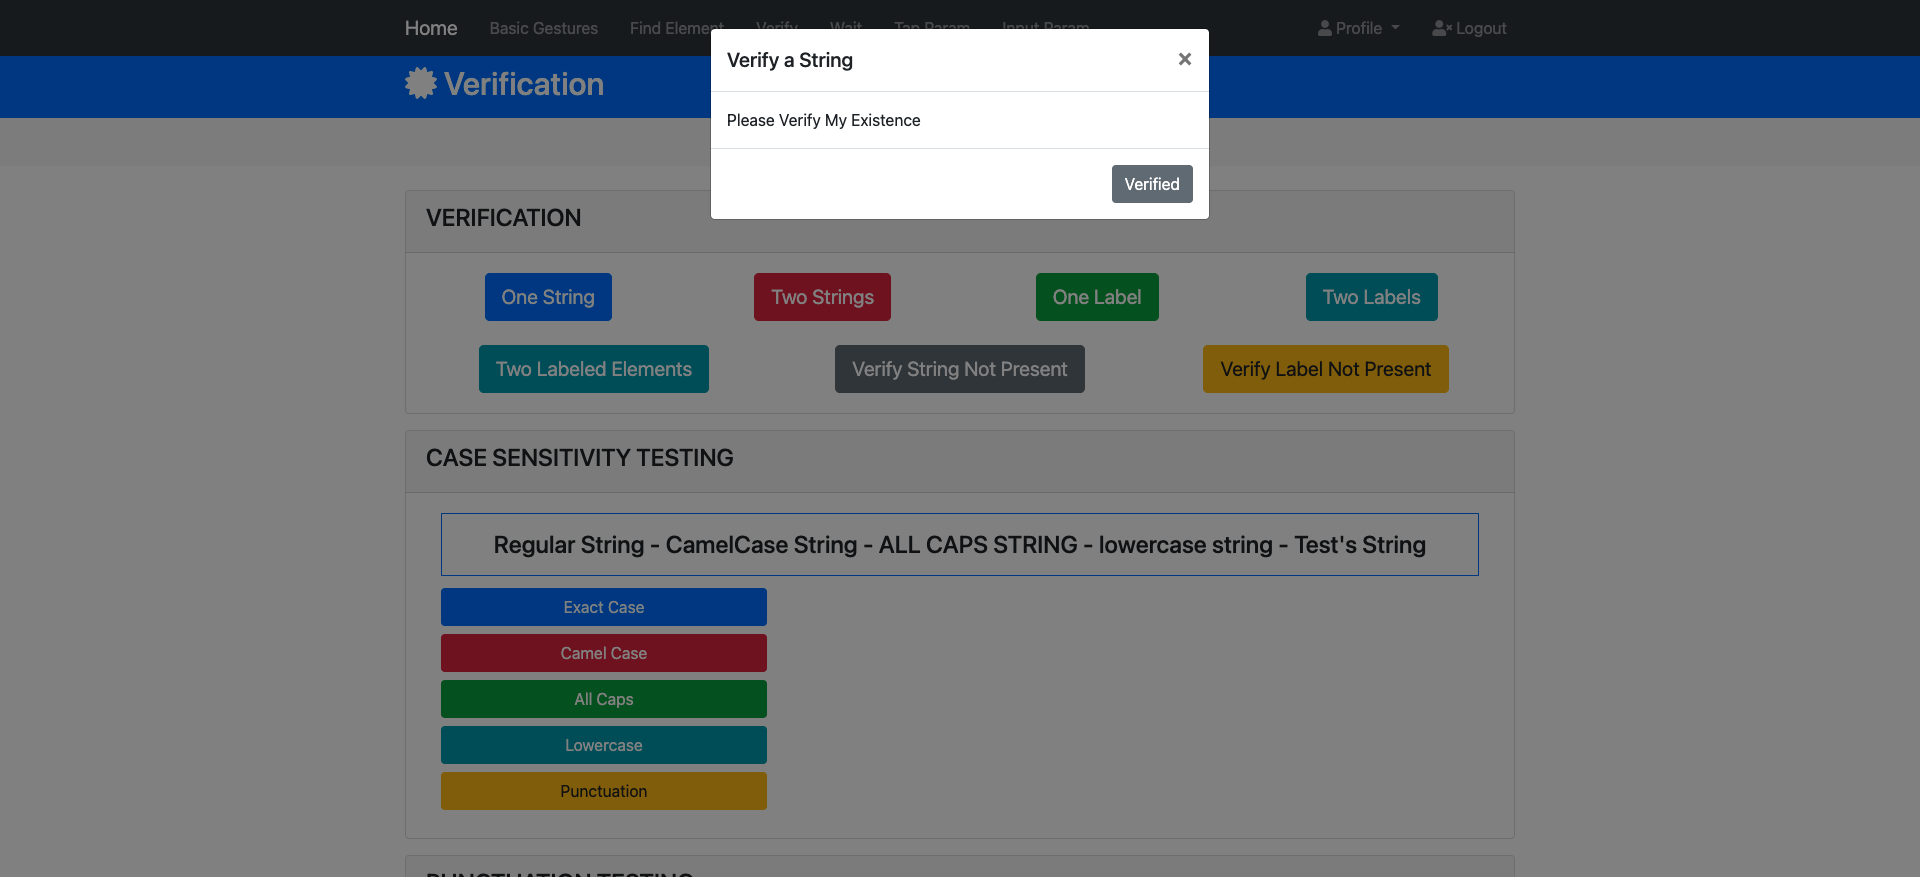 Home Basic Gestures Find Element Verify Wait Tap Param Input Param Profile Logout
Verify a String ×
Verification
Please Verify My Existence
Verified
VERIFICATION
One String Two Strings One Label Two Labels
Two Labeled Elements Verify String Not Present Verify Label Not Present
CASE SENSITIVITY TESTING
Regular String - CamelCase String - ALL CAPS STRING - lowercase string - Test's String
Exact Case
Camel Case
All Caps
Lowercase
Punctuation
PUNCTUATION TESTING